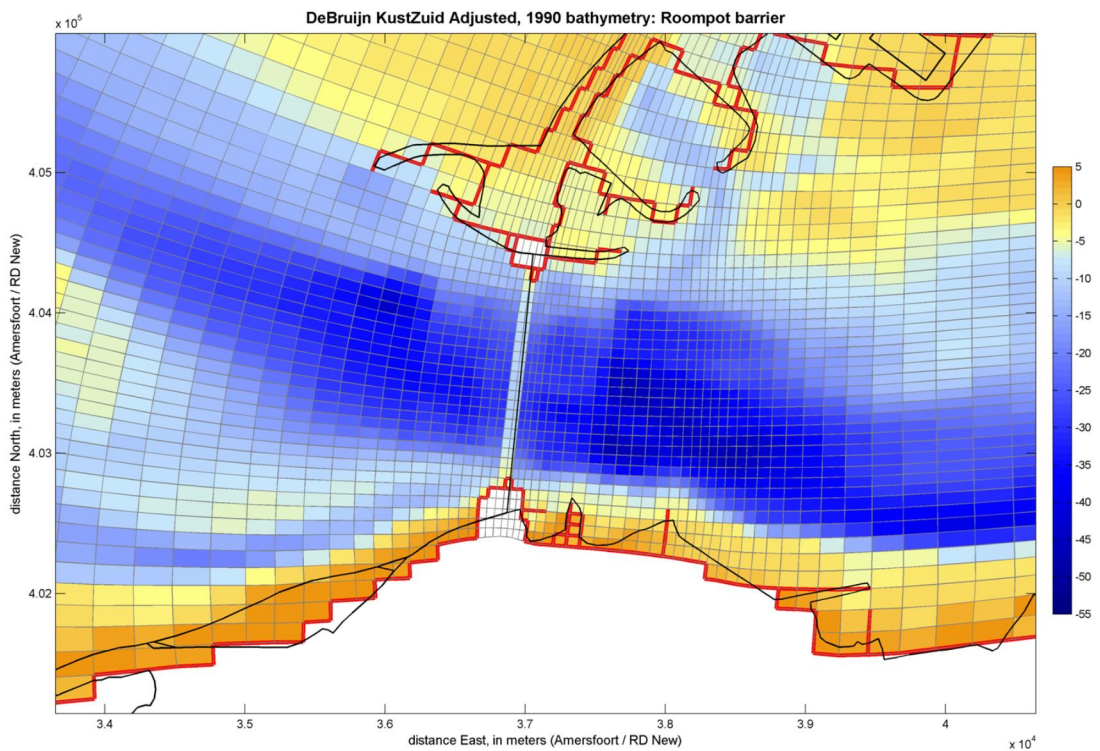 DeBruijn KustZuid Adjusted, 1990 bathymetry: Roompot barrier
x 10^5
4.05
4.04
4.03
4.02
distance North, in meters (Amersfoort / RD New)
3.4 3.5 3.6 3.7 3.8 3.9 4
x 10^4
distance East, in meters (Amersfoort / RD New)
5
0
-5
-10
-15
-20
-25
-30
-35
-40
-45
-50
-55